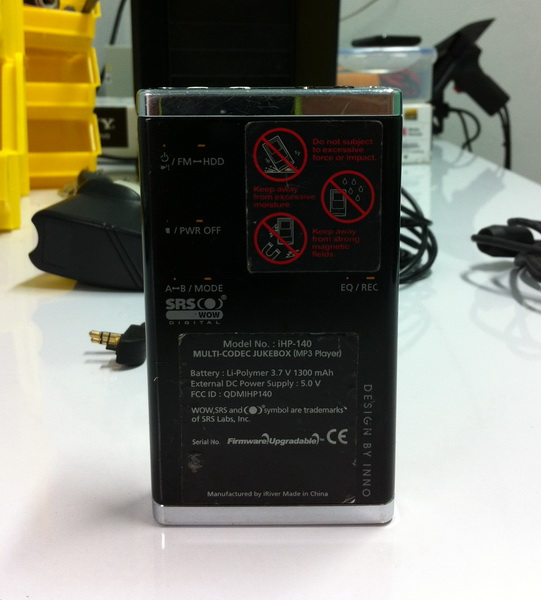 / FM↔HDD
Do not subject
to excessive
force or impact.
Keep away
from excessive
moisture
Keep away
from strong
magnetic
fields.
/ PWR OFF
A↔B / MODE
EQ / REC
SRS
WOW
DIGITAL
Model No. : iHP-140
MULTI-CODEC JUKEBOX (MP3 Player)
Battery : Li-Polymer 3.7 V 1300 mAh
External DC Power Supply : 5.0 V
FCC ID : QDMIHP140
WOW,SRS and symbol are trademarks
of SRS Labs, Inc.
Serial No. Firmware Upgradable CE
Manufactured by iRiver Made in China
DESIGN BY INNO